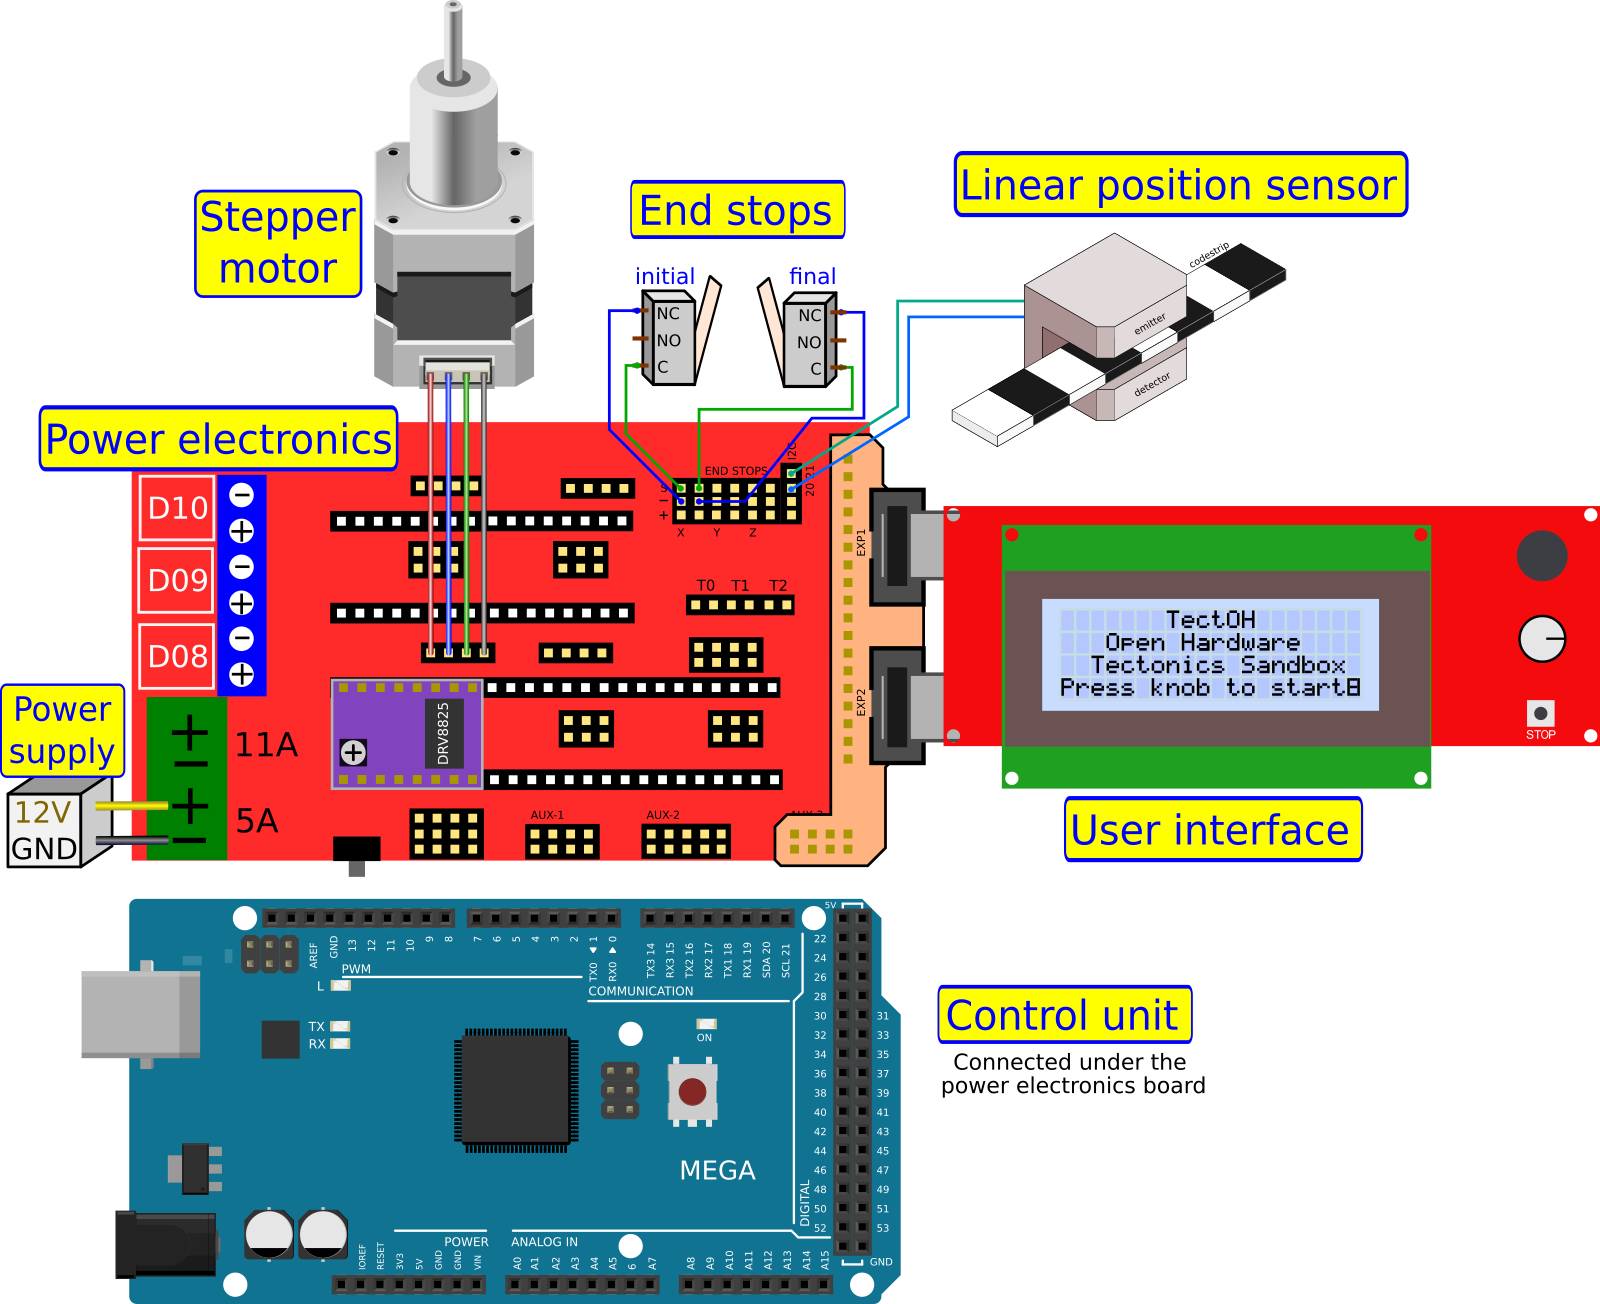 Stepper
motor
End stops
Linear position sensor
initial
final
NC
NO
C
NC
NO
C
codestrip
emitter
detector
Power electronics
D10
D09
D08
END STOPS
I2C
20 21
S
−
+
X Y Z
T0 T1 T2
EXP1
EXP2
Power
supply
12V
GND
11A
5A
DRV8825
AUX-1
AUX-2
TectOH
Open Hardware
Tectonics Sandbox
Press knob to start
STOP
User interface
5V
AREF
GND
13
12
11
10
9
8
7
6
5
4
3
2
TX0 1
RX0 0
TX3 14
RX3 15
TX2 16
RX2 17
TX1 18
RX1 19
SDA 20
SCL 21
PWM
COMMUNICATION
L
TX
RX
ON
22
24
26
28
30 31
32 33
34 35
36 37
38 39
40 41
42 43
44 45
46 47
48 49
50 51
52 53
DIGITAL
GND
MEGA
POWER
ANALOG IN
IOREF
RESET
3V3
5V
GND
GND
VIN
A0
A1
A2
A3
A4
A5
6
A7
A8
A9
A10
A11
A12
A13
A14
A15
Control unit
Connected under the
power electronics board